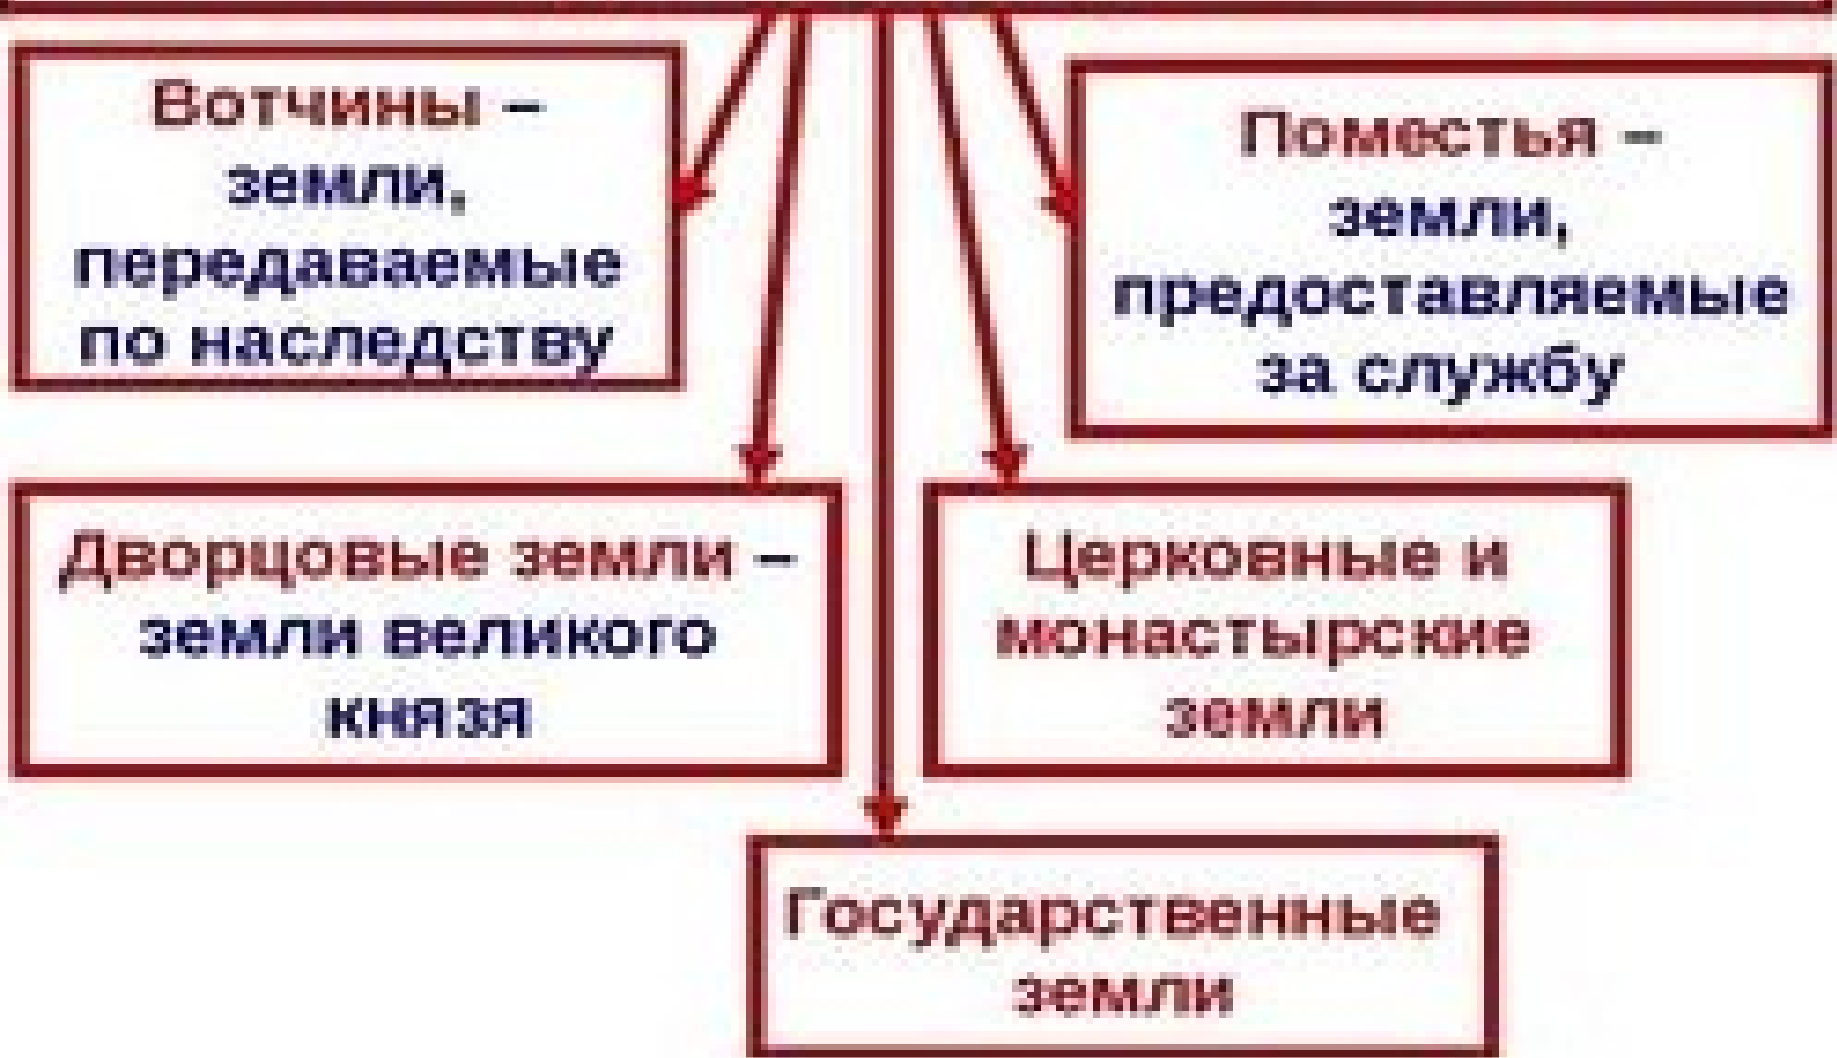 Вотчины –
земли,
передаваемые
по наследству
Поместья –
земли,
предоставляемые
за службу
Дворцовые земли –
земли великого
князя
Церковные и
монастырские
земли
Государственные
земли